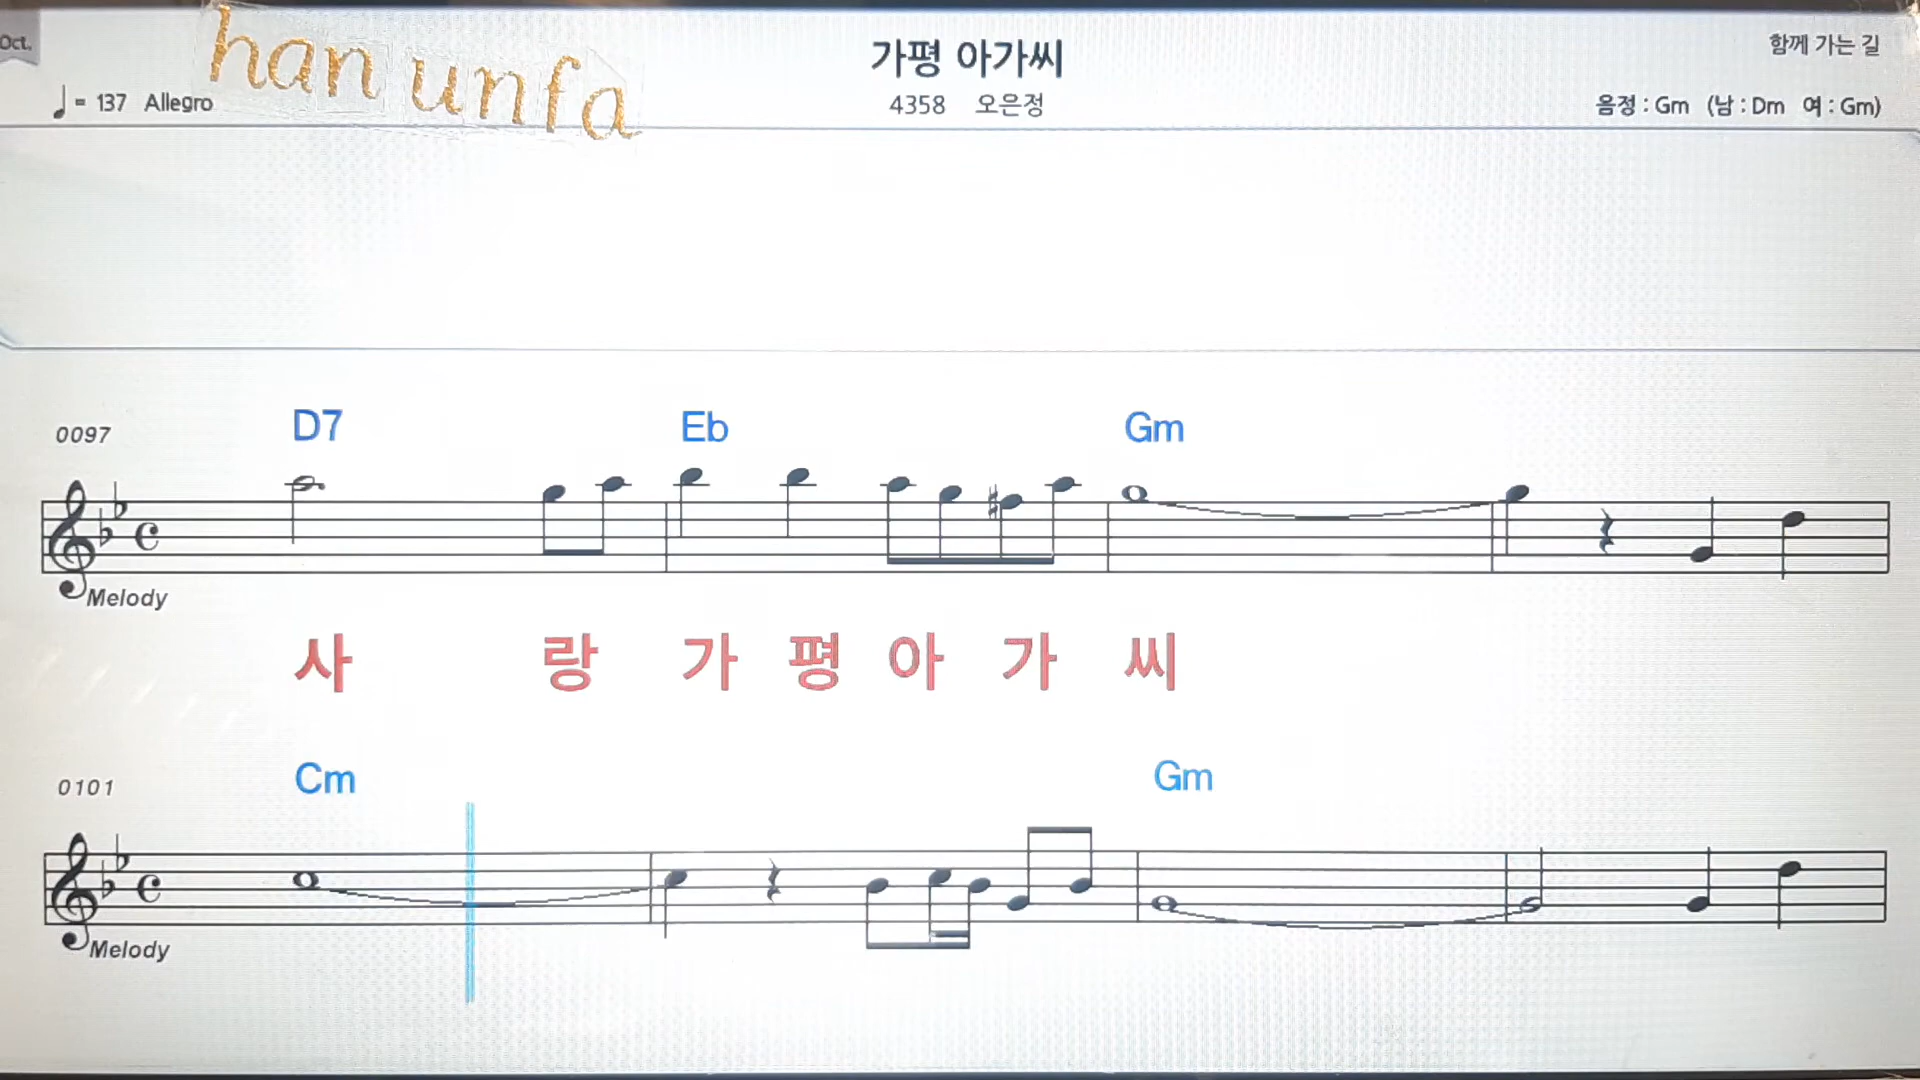 Oct.
han unfa
가평 아가씨
함께 가는 길
♩ = 137 Allegro
4358 오은정
음정 : Gm (남 : Dm 여 : Gm)
D7 Eb Gm
0097
Melody
사 랑 가 평 아 가 씨
Cm Gm
0101
Melody